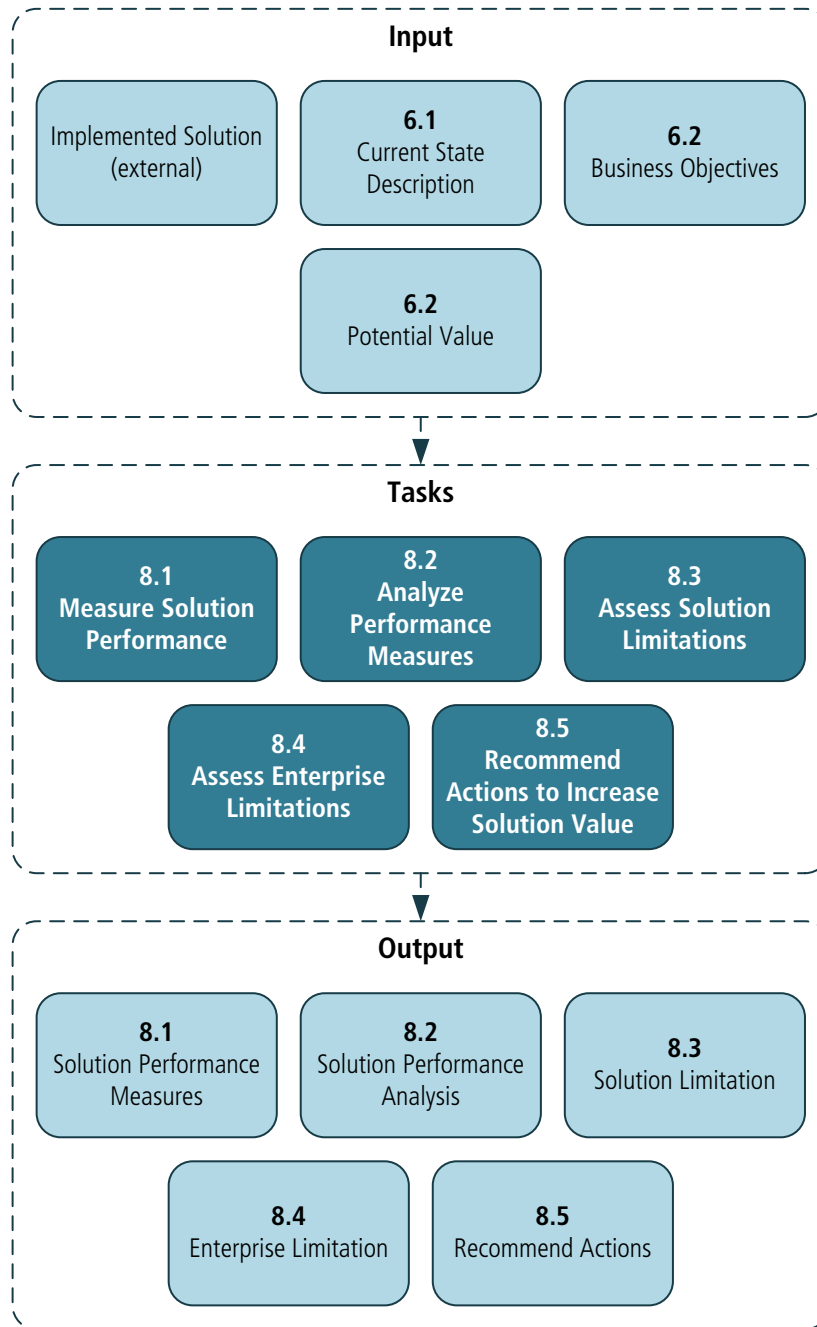 Input
Implemented Solution
(external)
6.1
Current State
Description
6.2
Business Objectives
6.2
Potential Value
Tasks
8.1
Measure Solution
Performance
8.2
Analyze
Performance
Measures
8.3
Assess Solution
Limitations
8.4
Assess Enterprise
Limitations
8.5
Recommend
Actions to Increase
Solution Value
Output
8.1
Solution Performance
Measures
8.2
Solution Performance
Analysis
8.3
Solution Limitation
8.4
Enterprise Limitation
8.5
Recommend Actions